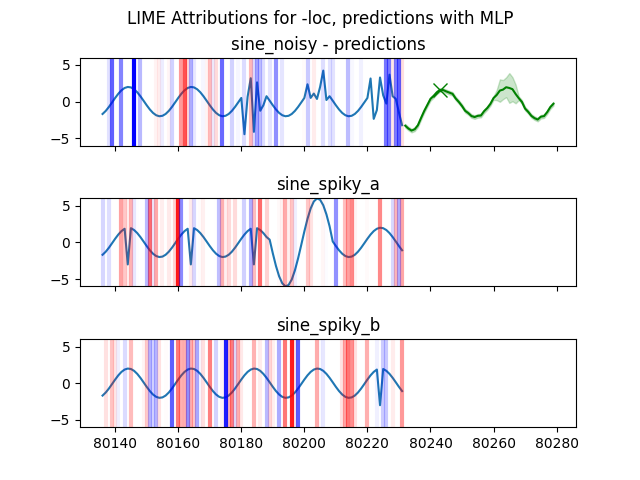 LIME Attributions for -loc, predictions with MLP
sine_noisy - predictions
5
0
−5
sine_spiky_a
5
0
−5
sine_spiky_b
5
0
−5
80140 80160 80180 80200 80220 80240 80260 80280